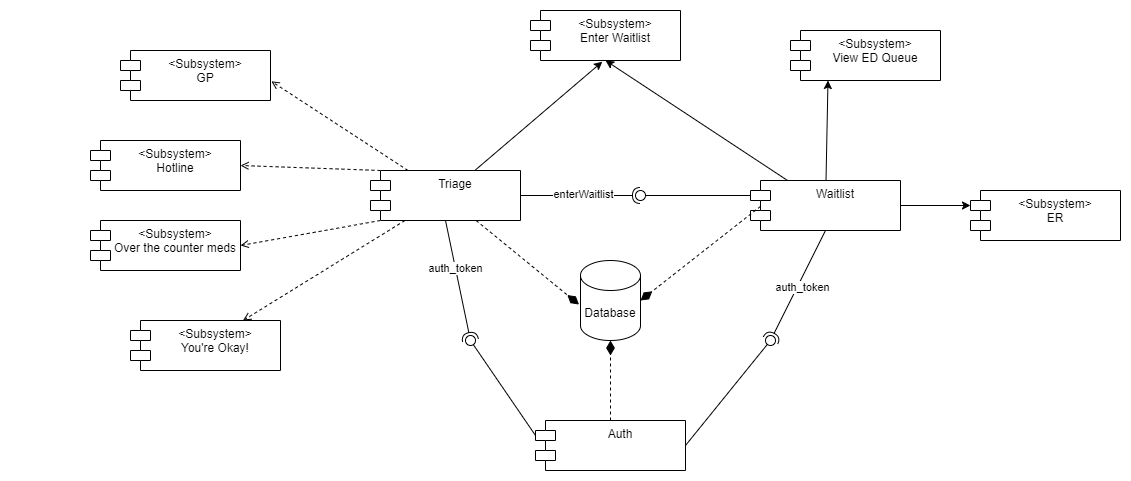 <Subsystem>
Enter Waitlist
<Subsystem>
View ED Queue
<Subsystem>
GP
<Subsystem>
Hotline
Triage
enterWaitlist
Waitlist
<Subsystem>
ER
<Subsystem>
Over the counter meds
auth_token
auth_token
Database
<Subsystem>
You're Okay!
Auth